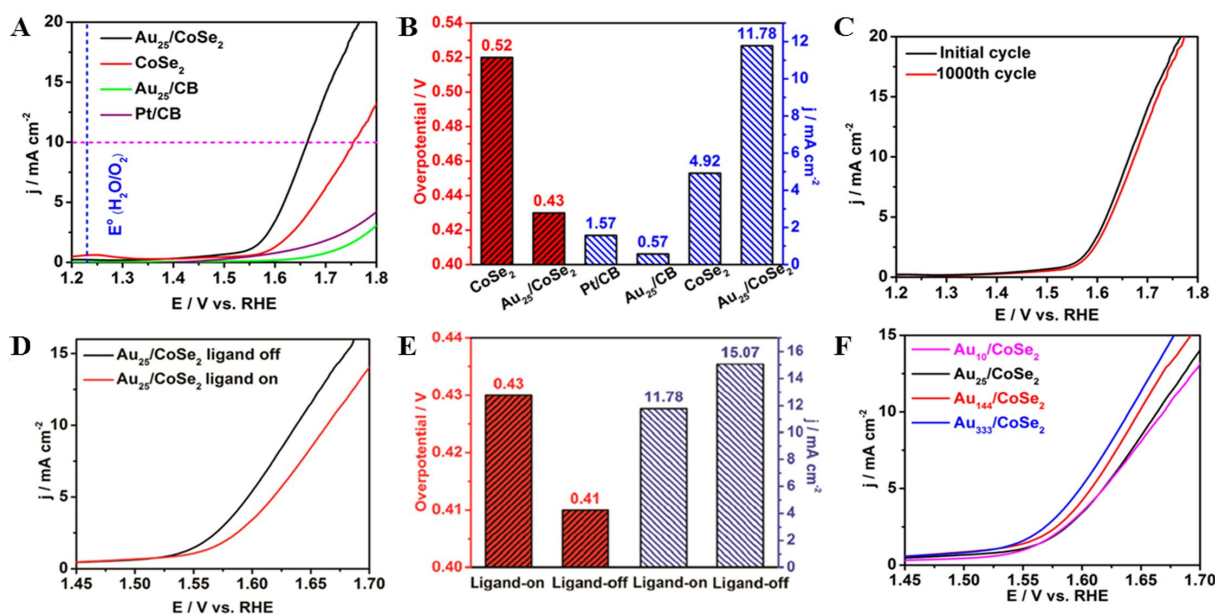 A
20
15
10
5
0
j / mA cm-2
1.2 1.3 1.4 1.5 1.6 1.7 1.8
E / V vs. RHE
E° (H2O/O2)
Au25/CoSe2
CoSe2
Au25/CB
Pt/CB
B
0.54
0.52
0.50
0.48
0.46
0.44
0.42
0.40
Overpotential / V
0.52
0.43
1.57
0.57
4.92
11.78
12
10
8
6
4
2
0
j / mA cm-2
CoSe2
Au25/CoSe2
Pt/CB
Au25/CB
CoSe2
Au25/CoSe2
C
20
15
10
5
0
j / mA cm-2
Initial cycle
1000th cycle
1.2 1.3 1.4 1.5 1.6 1.7 1.8
E / V vs. RHE
D
15
10
5
0
j / mA cm-2
Au25/CoSe2 ligand off
Au25/CoSe2 ligand on
1.45 1.50 1.55 1.60 1.65 1.70
E / V vs. RHE
E
0.44
0.43
0.42
0.41
0.40
Overpotential / V
0.43
0.41
11.78
15.07
16
14
12
10
8
6
4
2
0
j / mA cm-2
Ligand-on Ligand-off Ligand-on Ligand-off
F
15
10
5
0
j / mA cm-2
Au10/CoSe2
Au25/CoSe2
Au144/CoSe2
Au333/CoSe2
1.45 1.50 1.55 1.60 1.65 1.70
E / V vs. RHE